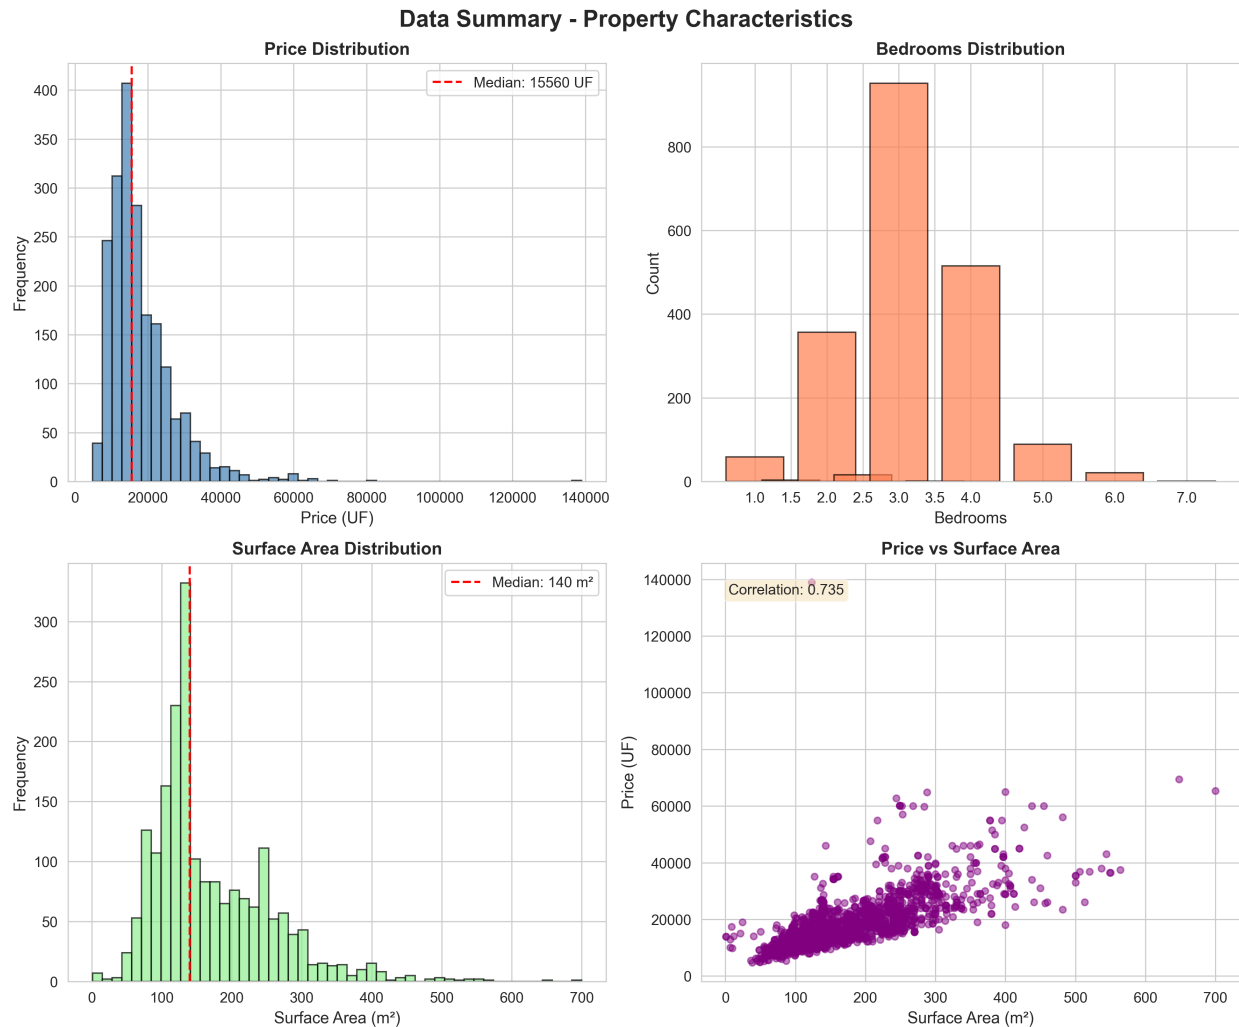 Data Summary - Property Characteristics
Price Distribution
Median: 15560 UF
400
350
300
250
200
150
100
50
0
Frequency
0 20000 40000 60000 80000 100000 120000 140000
Price (UF)
Bedrooms Distribution
800
600
400
200
0
Count
1.0 1.5 2.0 2.5 3.0 3.5 4.0 5.0 6.0 7.0
Bedrooms
Surface Area Distribution
Median: 140 m²
300
250
200
150
100
50
0
Frequency
0 100 200 300 400 500 600 700
Surface Area (m²)
Price vs Surface Area
Correlation: 0.735
140000
120000
100000
80000
60000
40000
20000
0
Price (UF)
0 100 200 300 400 500 600 700
Surface Area (m²)